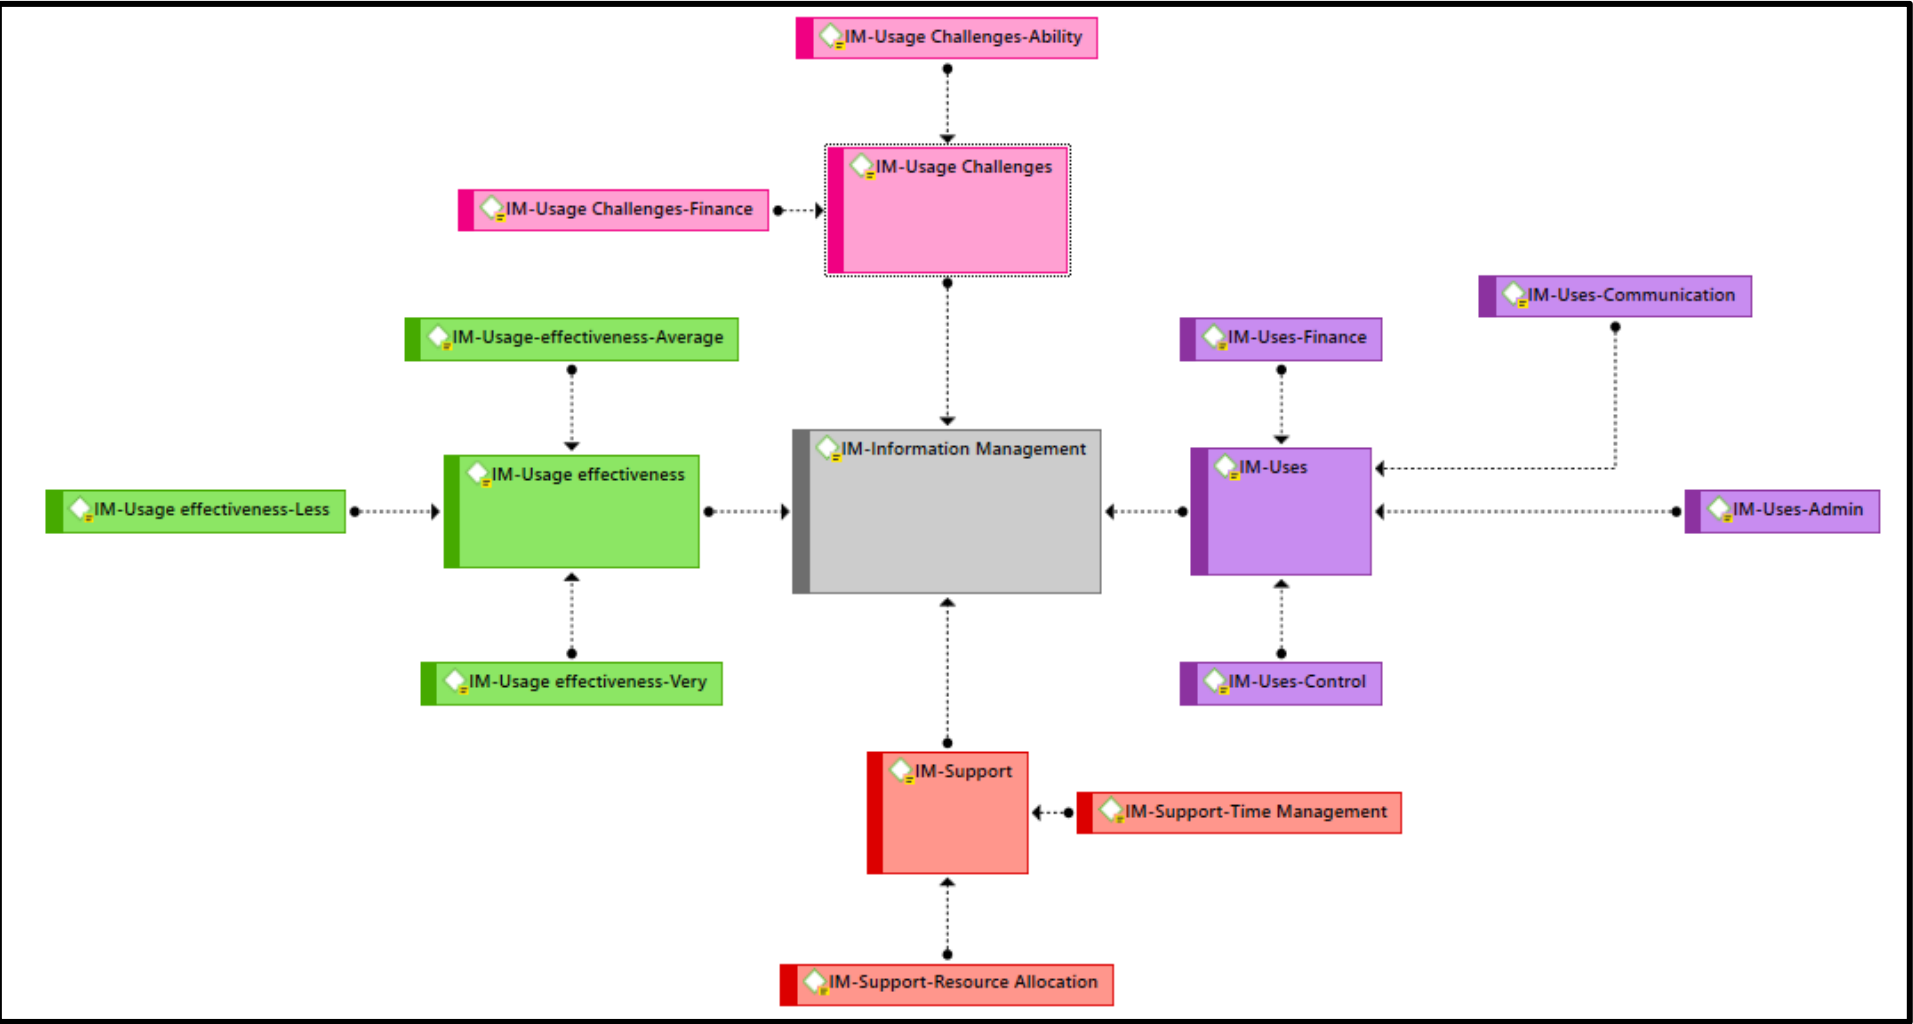 IM-Usage Challenges-Ability
IM-Usage Challenges
IM-Usage Challenges-Finance
IM-Uses-Communication
IM-Usage-effectiveness-Average
IM-Uses-Finance
IM-Information Management
IM-Usage effectiveness
IM-Uses
IM-Usage effectiveness-Less
IM-Uses-Admin
IM-Usage effectiveness-Very
IM-Uses-Control
IM-Support
IM-Support-Time Management
IM-Support-Resource Allocation